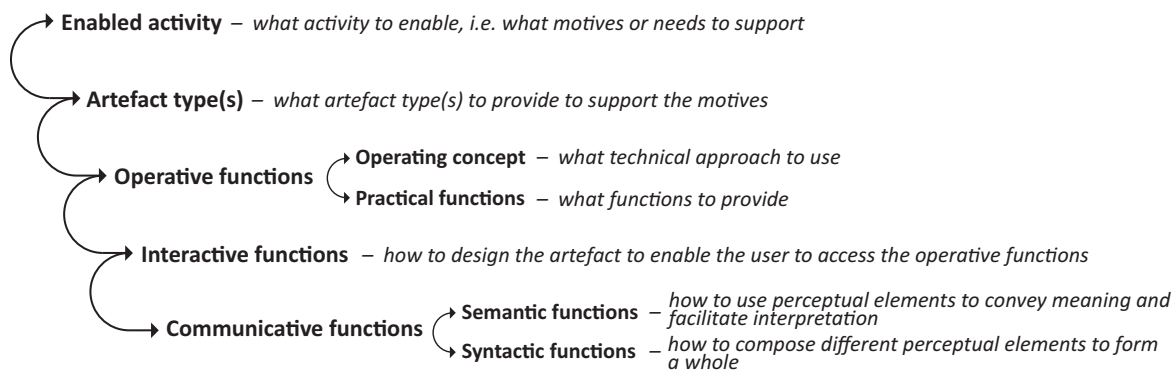 Enabled activity – what activity to enable, i.e. what motives or needs to support
Artefact type(s) – what artefact type(s) to provide to support the motives
Operating concept – what technical approach to use
Operative functions
Practical functions – what functions to provide
Interactive functions – how to design the artefact to enable the user to access the operative functions
Semantic functions – how to use perceptual elements to convey meaning and
facilitate interpretation
Communicative functions
Syntactic functions – how to compose different perceptual elements to form
a whole